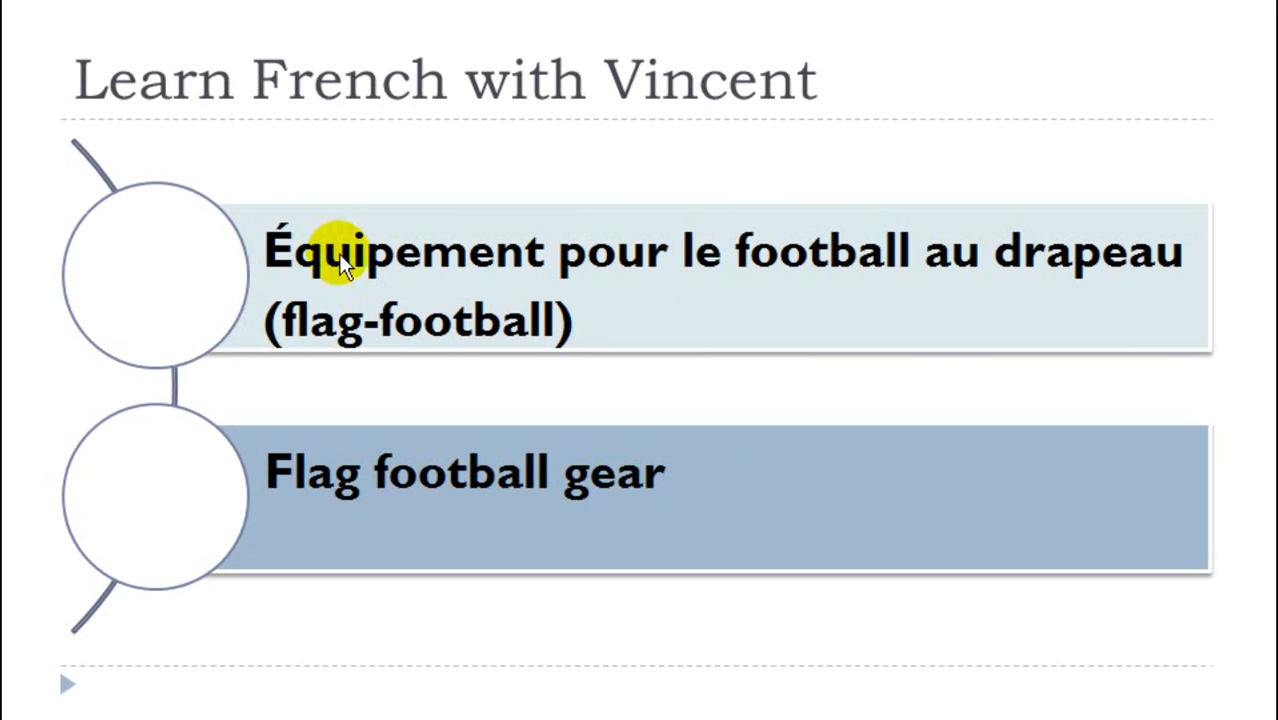 Learn French with Vincent
Équipement pour le football au drapeau
(flag-football)
Flag football gear